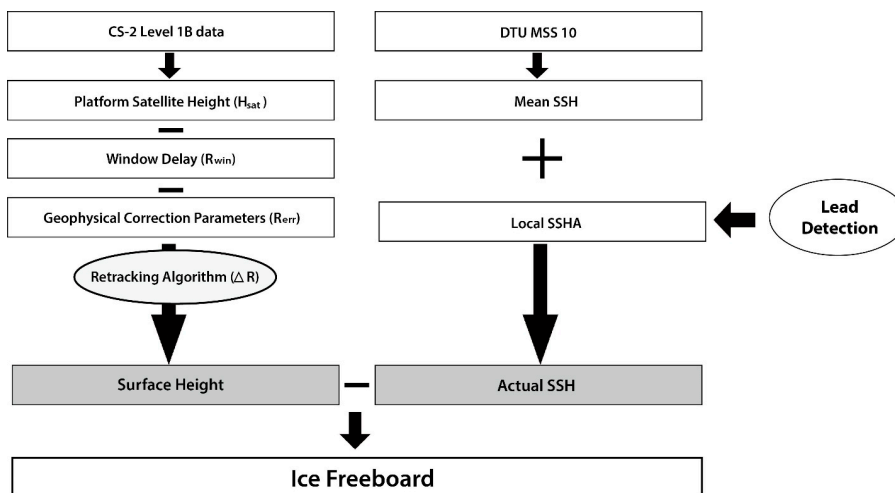 CS-2 Level 1B data
Platform Satellite Height (Hsat)
Window Delay (Rwin)
Geophysical Correction Parameters (Rerr)
Retracking Algorithm (△ R)
Surface Height
DTU MSS 10
Mean SSH
Local SSHA
Lead
Detection
Actual SSH
Ice Freeboard